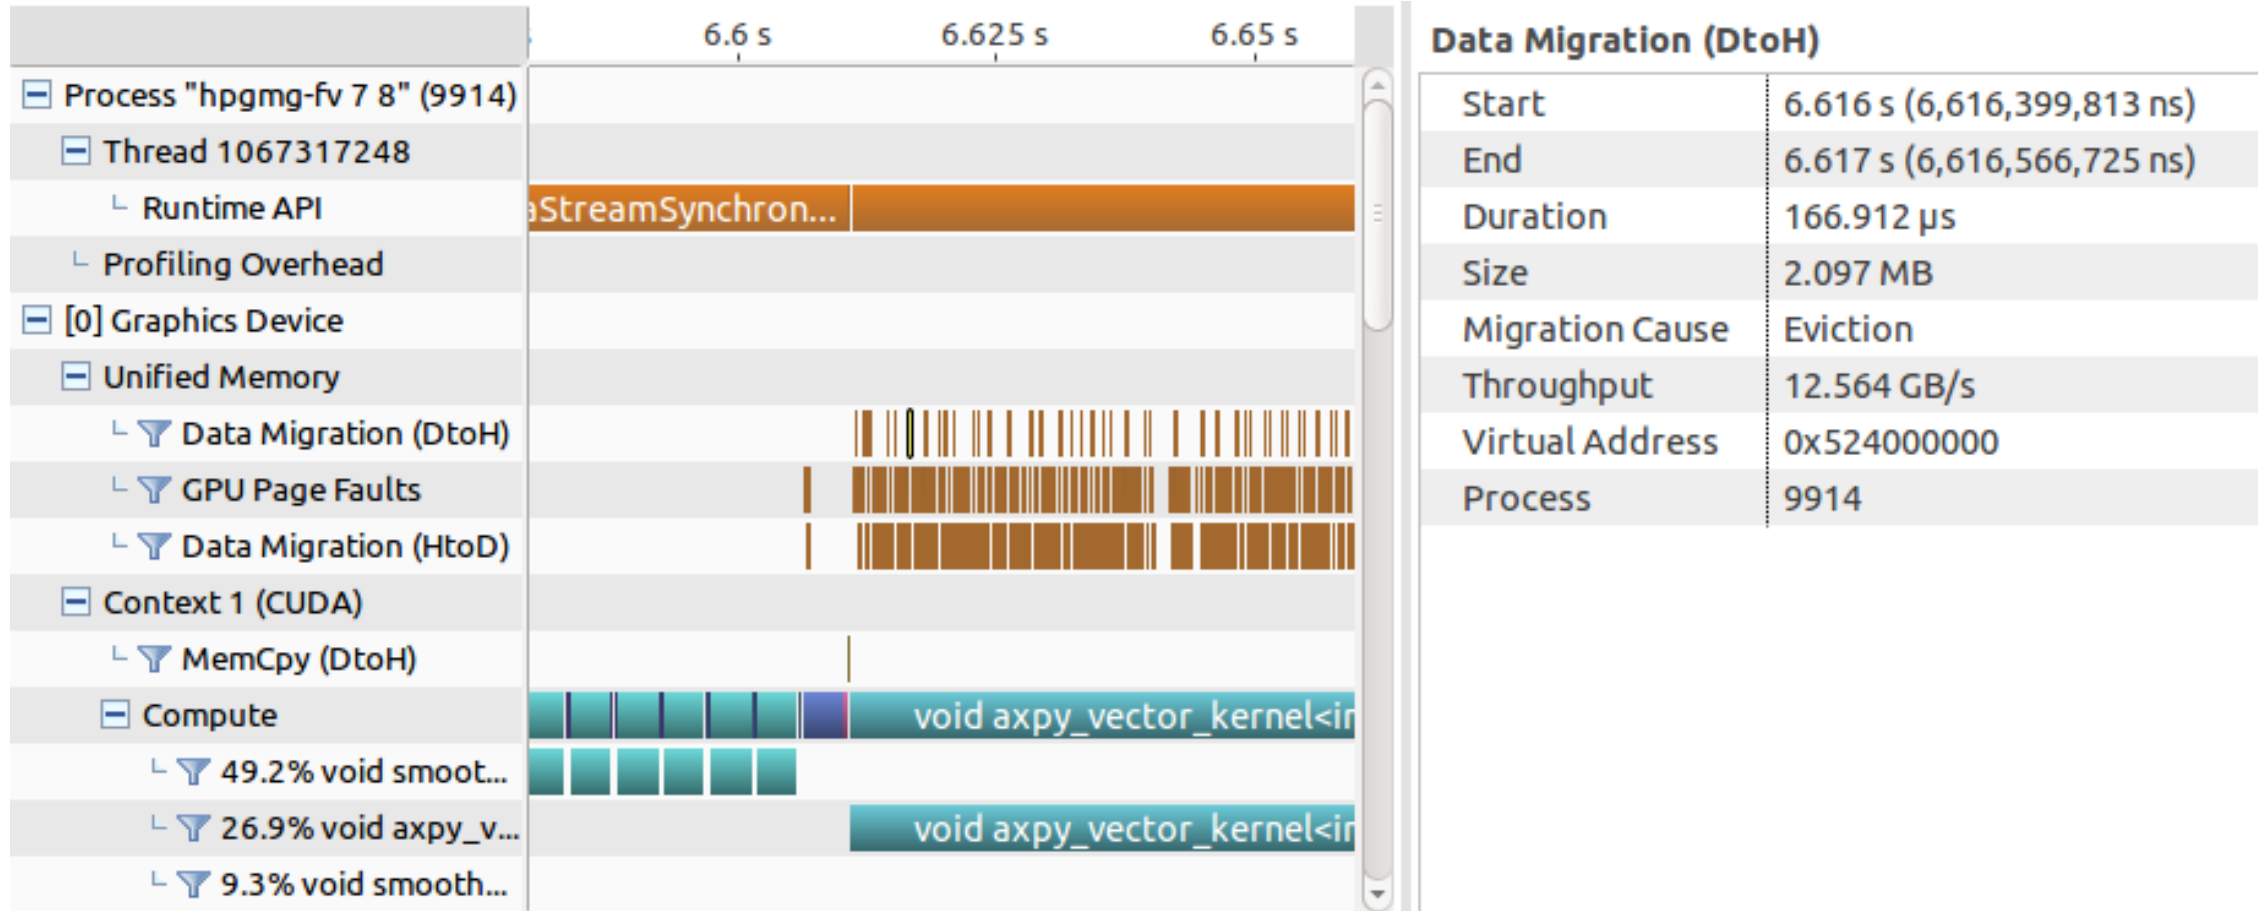 6.6 s 6.625 s 6.65 s
Process "hpgmg-fv 7 8" (9914)
Thread 1067317248
Runtime API
aStreamSynchron...
Profiling Overhead
[0] Graphics Device
Unified Memory
Data Migration (DtoH)
GPU Page Faults
Data Migration (HtoD)
Context 1 (CUDA)
MemCpy (DtoH)
Compute
void axpy_vector_kernel<in
49.2% void smoot...
26.9% void axpy_v...
void axpy_vector_kernel<in
9.3% void smooth...
Data Migration (DtoH)
Start 6.616 s (6,616,399,813 ns)
End 6.617 s (6,616,566,725 ns)
Duration 166.912 µs
Size 2.097 MB
Migration Cause Eviction
Throughput 12.564 GB/s
Virtual Address 0x524000000
Process 9914